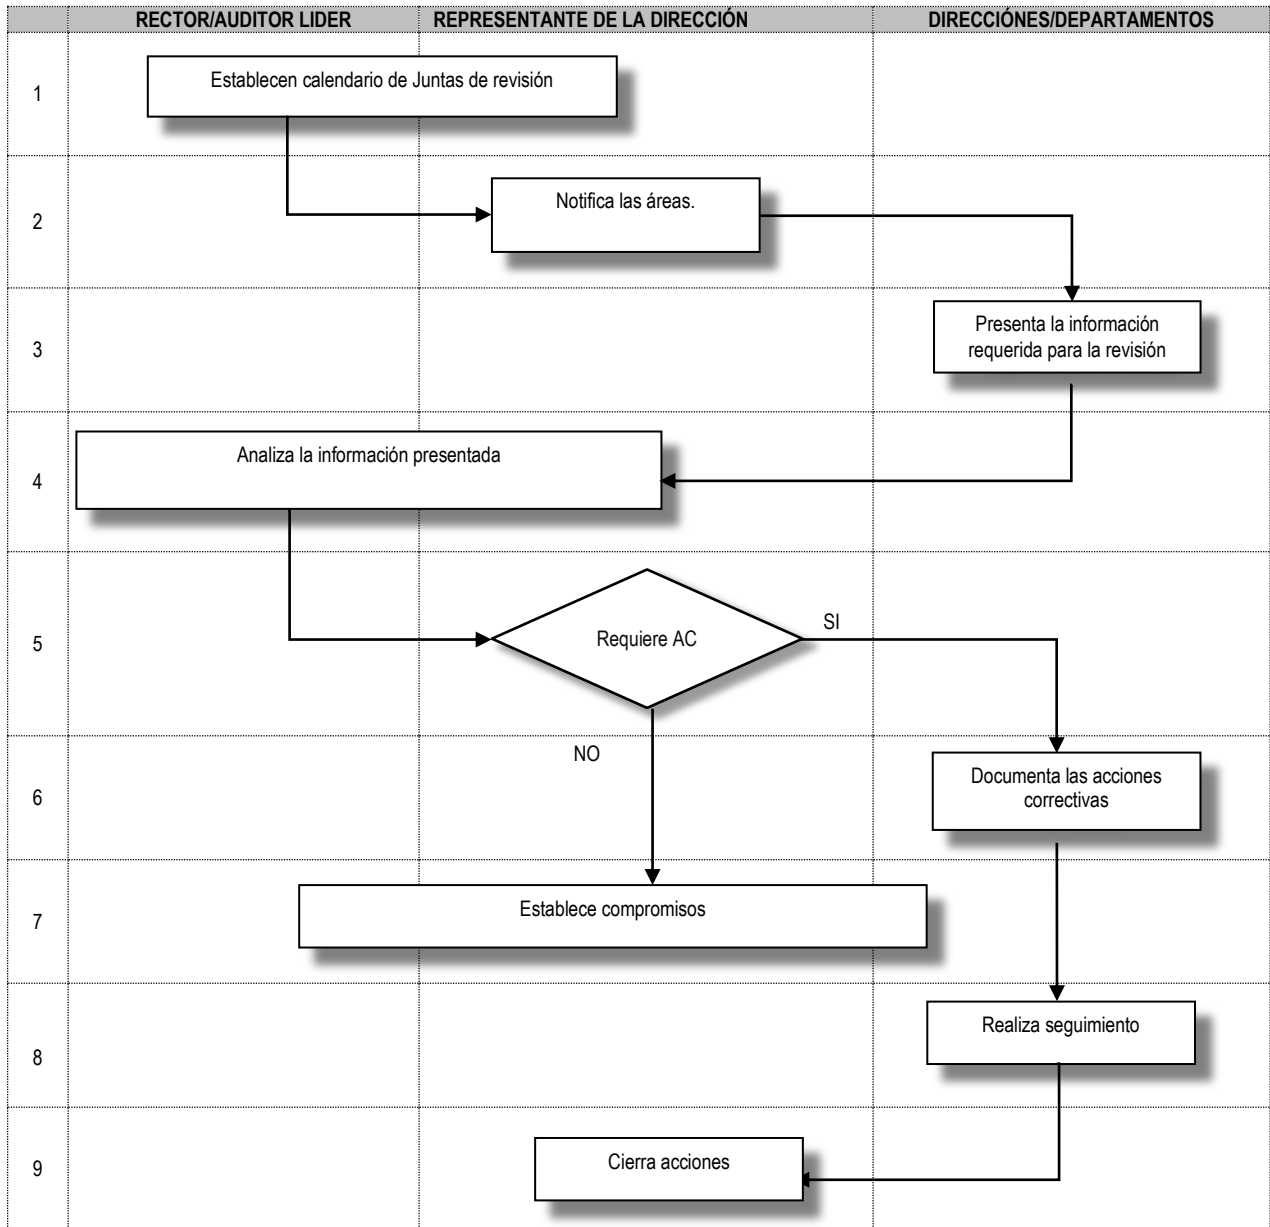 RECTOR/AUDITOR LIDER
REPRESENTANTE DE LA DIRECCIÓN
DIRECCIÓNES/DEPARTAMENTOS
1
Establecen calendario de Juntas de revisión
2
Notifica las áreas.
3
Presenta la información
requerida para la revisión
4
Analiza la información presentada
5
Requiere AC
SI
NO
6
Documenta las acciones
correctivas
7
Establece compromisos
8
Realiza seguimiento
9
Cierra acciones